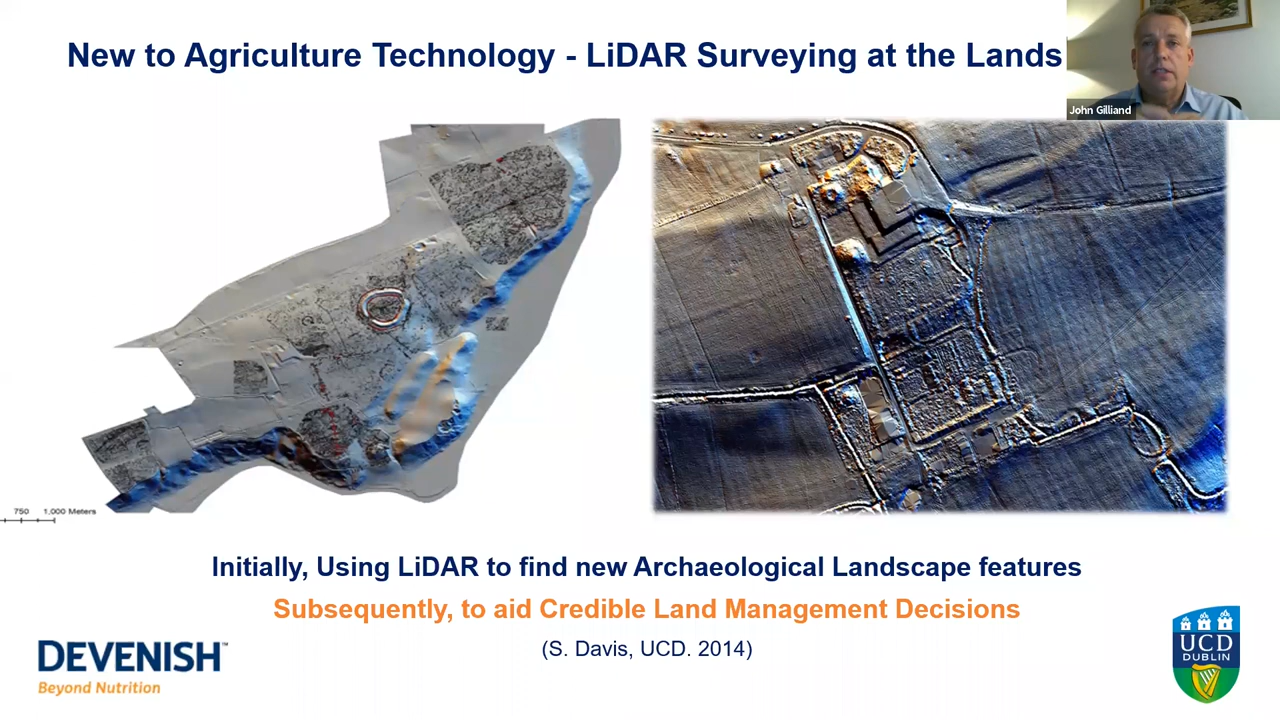 New to Agriculture Technology - LiDAR Surveying at the Lands
John Gilliand
750 1,000 Meters
Initially, Using LiDAR to find new Archaeological Landscape features
Subsequently, to aid Credible Land Management Decisions
(S. Davis, UCD. 2014)
DEVENISH™
Beyond Nutrition
UCD
DUBLIN